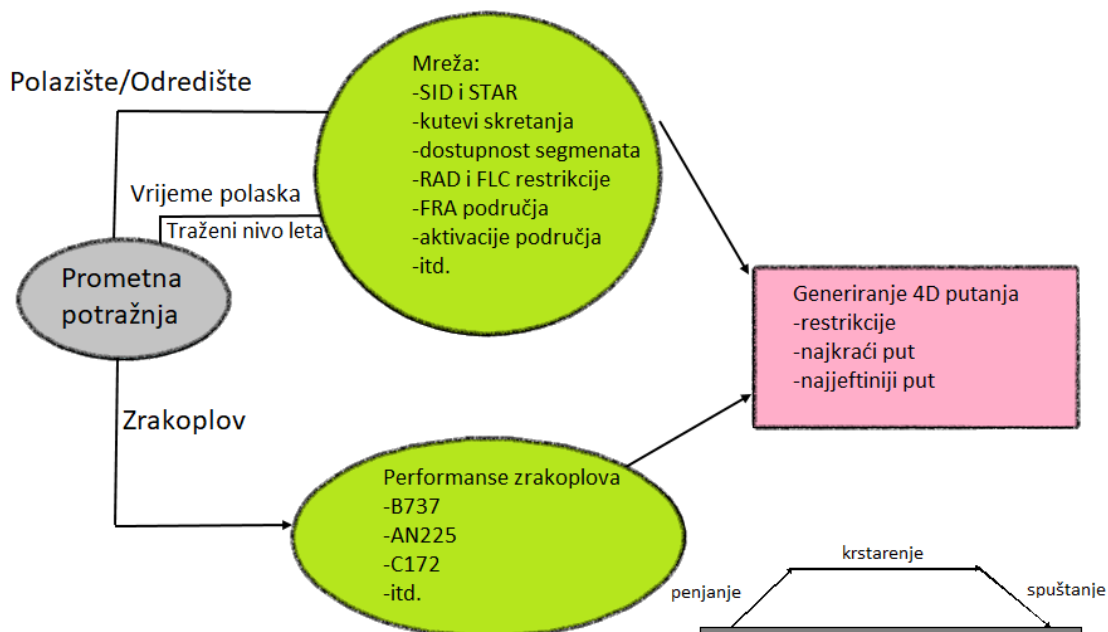 Polazište/Odredište
Vrijeme polaska
Traženi nivo leta
Prometna
potražnja
Zrakoplov
Mreža:
-SID i STAR
-kutevi skretanja
-dostupnost segmenata
-RAD i FLC restrikcije
-FRA područja
-aktivacije područja
-itd.
Performanse zrakoplova
-B737
-AN225
-C172
-itd.
Generiranje 4D putanja
-restrikcije
-najkraći put
-najjeftiniji put
krstarenje
penjanje
spuštanje